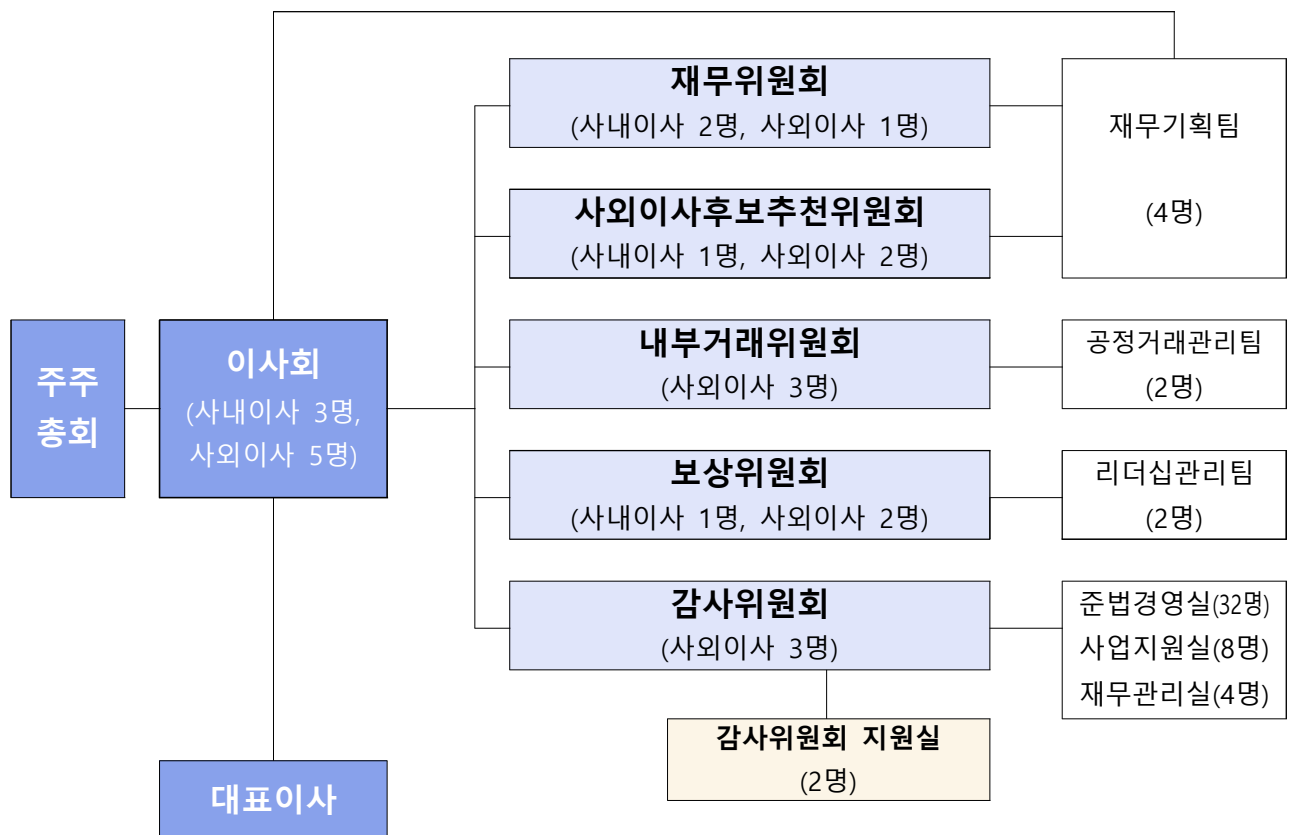 재무위원회
(사내이사 2명, 사외이사 1명)
재무기획팀
(4명)
사외이사후보추천위원회
(사내이사 1명, 사외이사 2명)
주주
총회
이사회
(사내이사 3명,
사외이사 5명)
내부거래위원회
(사외이사 3명)
공정거래관리팀
(2명)
보상위원회
(사내이사 1명, 사외이사 2명)
리더십관리팀
(2명)
감사위원회
(사외이사 3명)
준법경영실(32명)
사업지원실(8명)
재무관리실(4명)
감사위원회 지원실
(2명)
대표이사